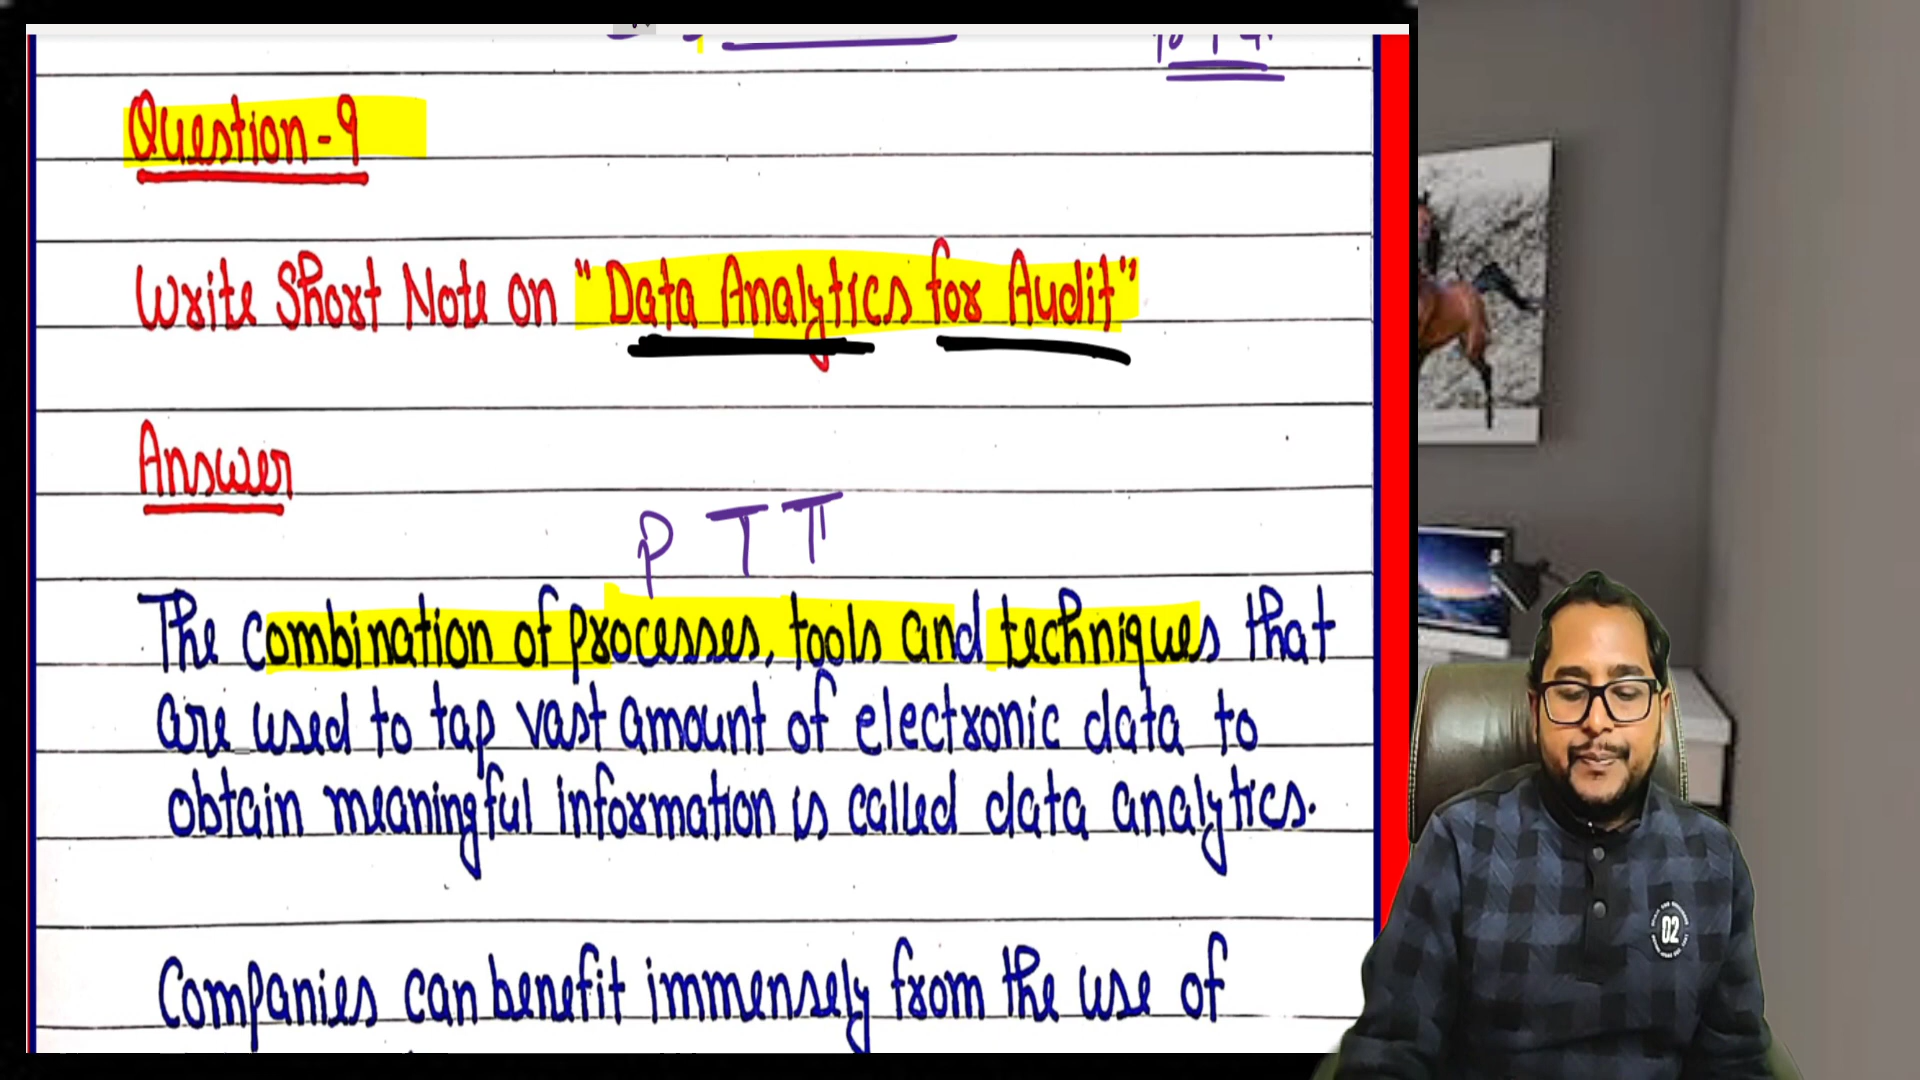 Question-9
Write Short Note on "Data Analytics for Audit"
Answer
P T T
The combination of processes, tools and techniques that
are used to tap vast amount of electronic data to
obtain meaningful information is called data analytics.
Companies can benefit immensely from the use of
02